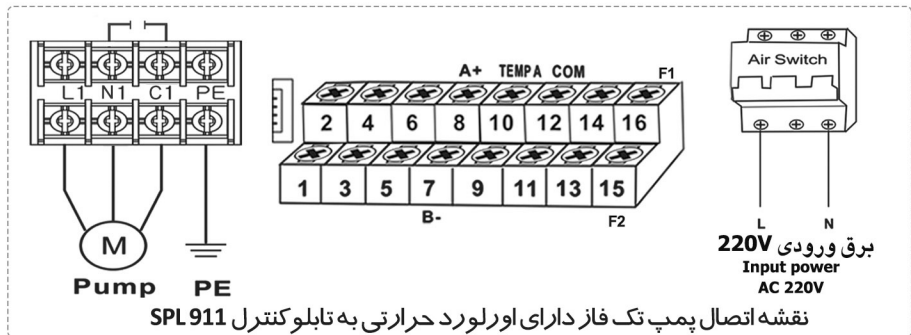 L1 N1 C1 PE
M
Pump
PE
A+ TEMPA COM F1
2 4 6 8 10 12 14 16
1 3 5 7 9 11 13 15
B- F2
Air Switch
L N
برق ورودی 220V
Input power
AC 220V
نقشه اتصال پمپ تک فاز دارای اورلورد حرارتی به تابلو کنترل SPL 911